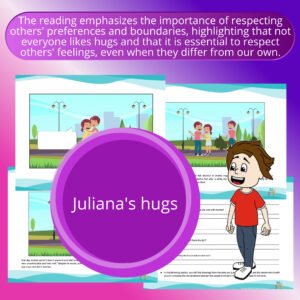 The reading emphasizes the importance of respecting
others' preferences and boundaries, highlighting that not
everyone likes hugs and that it is essential to respect
others' feelings, even when they differ from our own.
Juliana's hugs